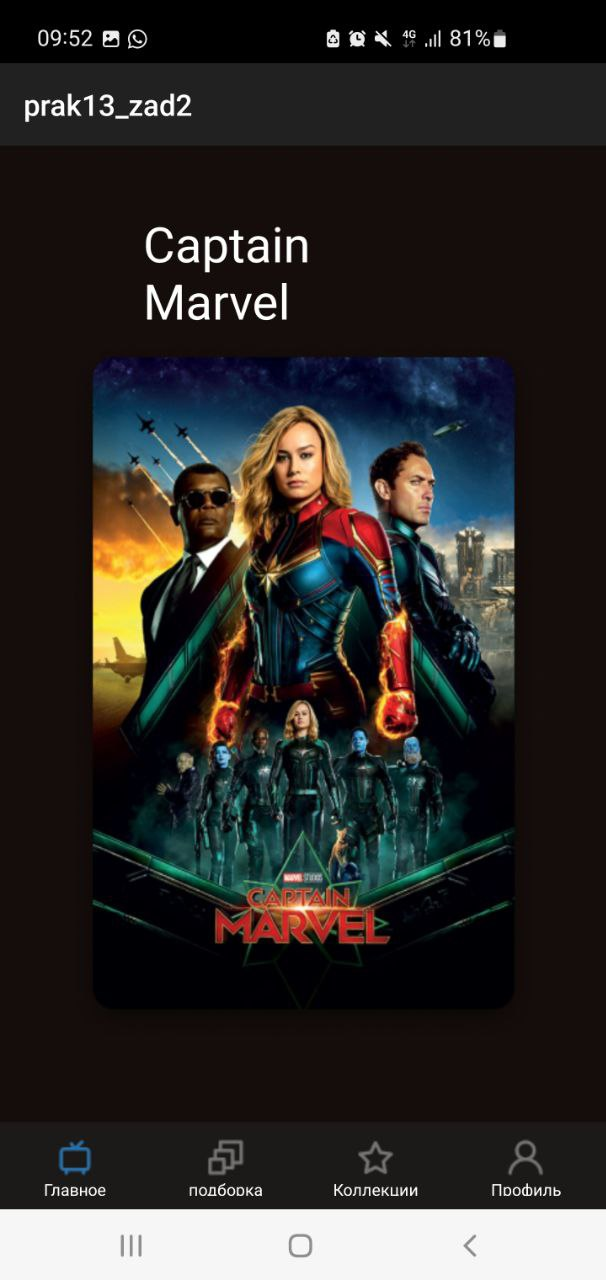 09:52
4G
81%
prak13_zad2
Captain
Marvel
MARVEL STUDIOS
CAPTAIN
MARVEL
Главное
подборка
Коллекции
Профиль